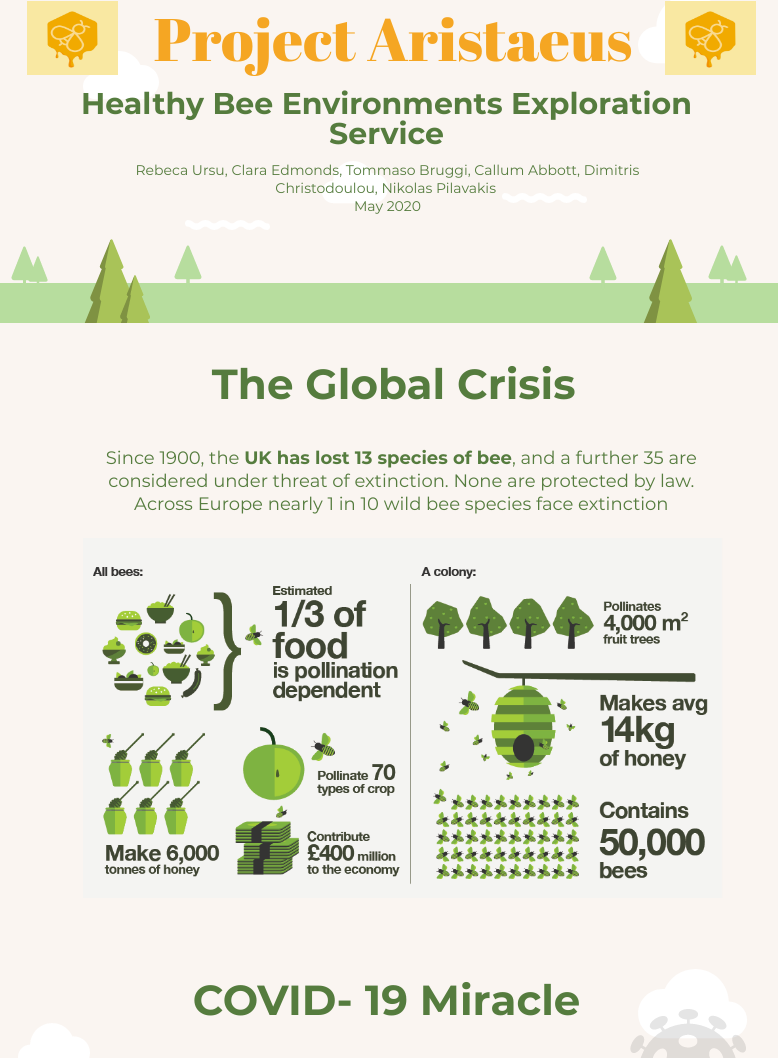 Project Aristaeus
Healthy Bee Environments Exploration
Service
Rebeca Ursu, Clara Edmonds, Tommaso Bruggi, Callum Abbott, Dimitris
Christodoulou, Nikolas Pilavakis
May 2020
The Global Crisis
Since 1900, the UK has lost 13 species of bee, and a further 35 are
considered under threat of extinction. None are protected by law.
Across Europe nearly 1 in 10 wild bee species face extinction
All bees:
Estimated
1/3 of
food
is pollination
dependent
Make 6,000
tonnes of honey
Pollinate 70
types of crop
Contribute
£400 million
to the economy
A colony:
Pollinates
4,000 m²
fruit trees
Makes avg
14kg
of honey
Contains
50,000
bees
COVID- 19 Miracle